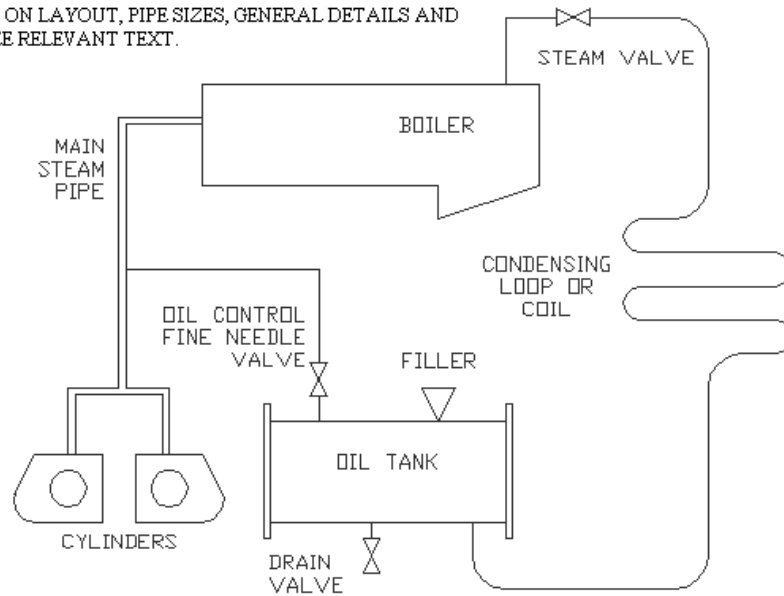 ON LAYOUT, PIPE SIZES, GENERAL DETAILS AND
RELEVANT TEXT.
STEAM VALVE
BOILER
MAIN
STEAM
PIPE
CONDENSING
LOOP OR
COIL
OIL CONTROL
FINE NEEDLE
VALVE
FILLER
OIL TANK
CYLINDERS
DRAIN
VALVE